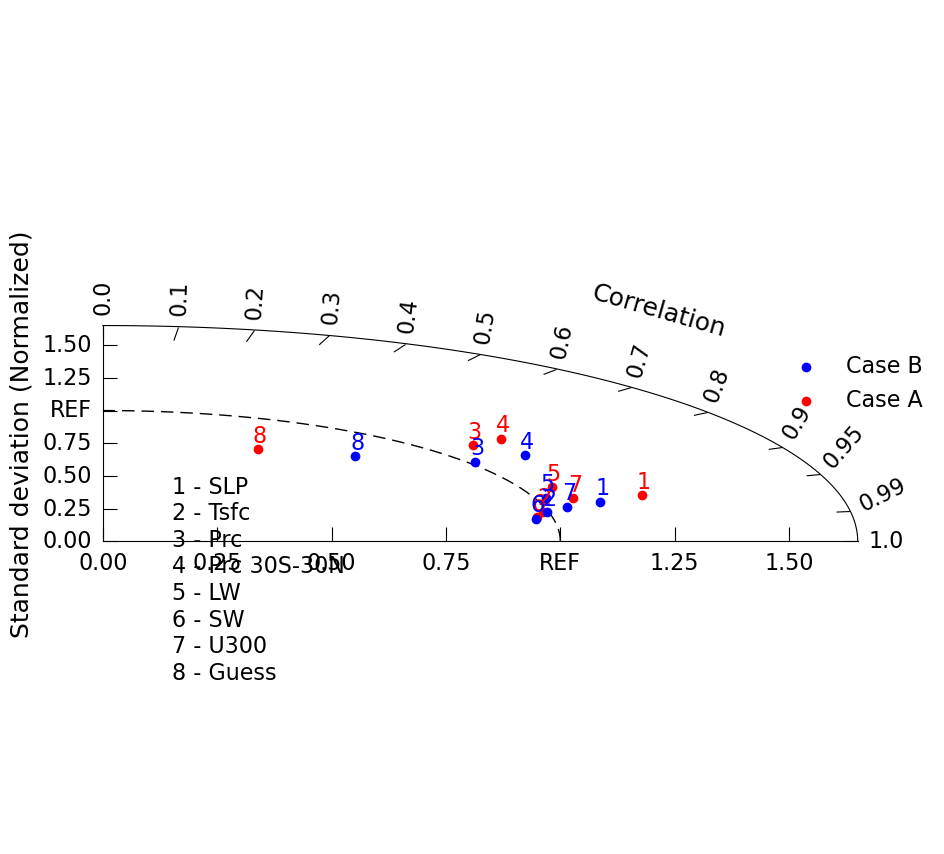 Standard deviation (Normalized)
Correlation
0.0
0.1
0.2
0.3
0.4
0.5
0.6
0.7
0.8
0.9
0.95
0.99
1.0
1.50
1.25
REF
0.75
0.50
0.25
0.00
0.00
0.25
0.50
0.75
REF
1.25
1.50
Case B
Case A
8
8
3
3
4
4
5
5
7
7
1
1
2
2
6
1 - SLP
2 - Tsfc
3 - Prc
4 - Prc 30S-30N
5 - LW
6 - SW
7 - U300
8 - Guess